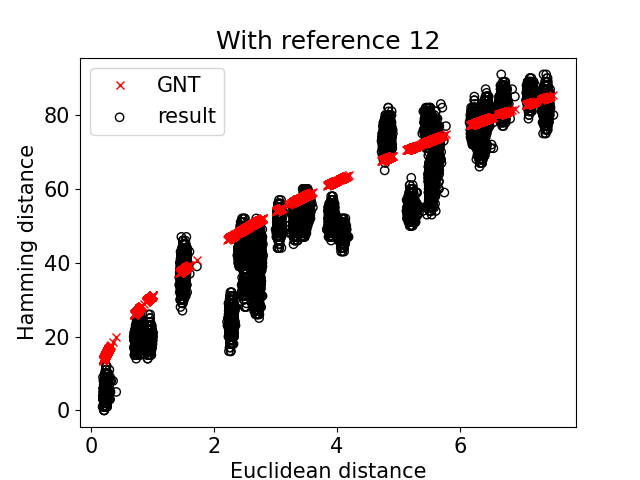 With reference 12
GNT
result
Hamming distance
80
60
40
20
0
0 2 4 6
Euclidean distance